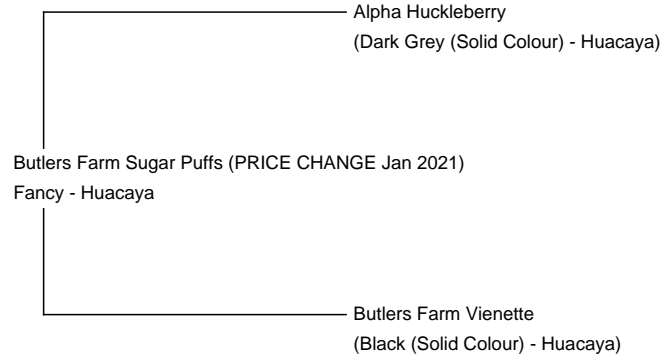 Alpha Huckleberry
(Dark Grey (Solid Colour) - Huacaya)
Butlers Farm Sugar Puffs (PRICE CHANGE Jan 2021)
Fancy - Huacaya
Butlers Farm Vienette
(Black (Solid Colour) - Huacaya)